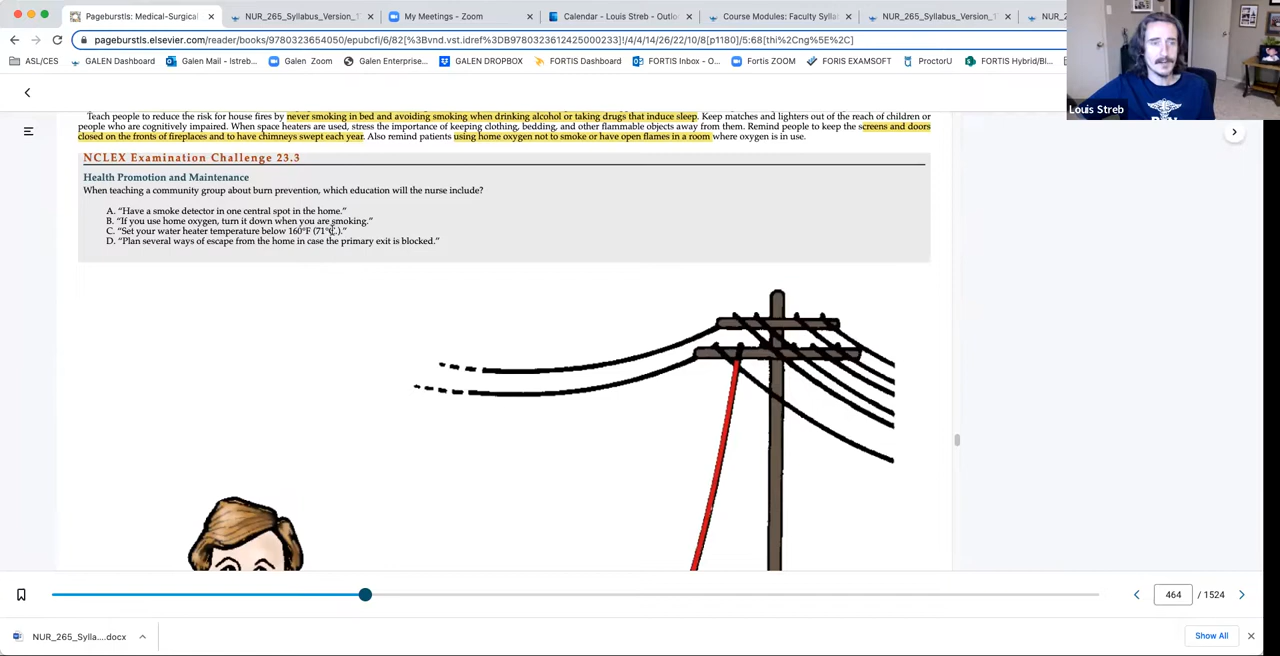 Pageburstls: Medical-Surgical
NUR_265_Syllabus_Version_1
My Meetings - Zoom
Calendar - Louis Streb - Outlo
Course Modules: Faculty Sylla
NUR_265_Syllabus_Version_1
NUR_2
pageburstls.elsevier.com/reader/books/9780323654050/epubcfi/6/82[%3Bvnd.vst.idref%3DB9780323612425000233]!/4/4/14/26/22/10/8[p1180]/5:68[thi%2Cng%5E%2C]
ASL/CES
GALEN Dashboard
Galen Mail - lstreb...
Galen Zoom
Galen Enterprise...
GALEN DROPBOX
FORTIS Dashboard
FORTIS Inbox - O...
Fortis ZOOM
FORIS EXAMSOFT
ProctorU
FORTIS Hybrid/Bl...
Louis Streb
Teach people to reduce the risk for house fires by never smoking in bed and avoiding smoking when drinking alcohol or taking drugs that induce sleep. Keep matches and lighters out of the reach of children or
people who are cognitively impaired. When space heaters are used, stress the importance of keeping clothing, bedding, and other flammable objects away from them. Remind people to keep the screens and doors
closed on the fronts of fireplaces and to have chimneys swept each year. Also remind patients using home oxygen not to smoke or have open flames in a room where oxygen is in use.
NCLEX Examination Challenge 23.3
Health Promotion and Maintenance
When teaching a community group about burn prevention, which education will the nurse include?
A. “Have a smoke detector in one central spot in the home.”
B. “If you use home oxygen, turn it down when you are smoking.”
C. “Set your water heater temperature below 160°F (71°C).”
D. “Plan several ways of escape from the home in case the primary exit is blocked.”
464 / 1524
NUR_265_Sylla....docx
Show All